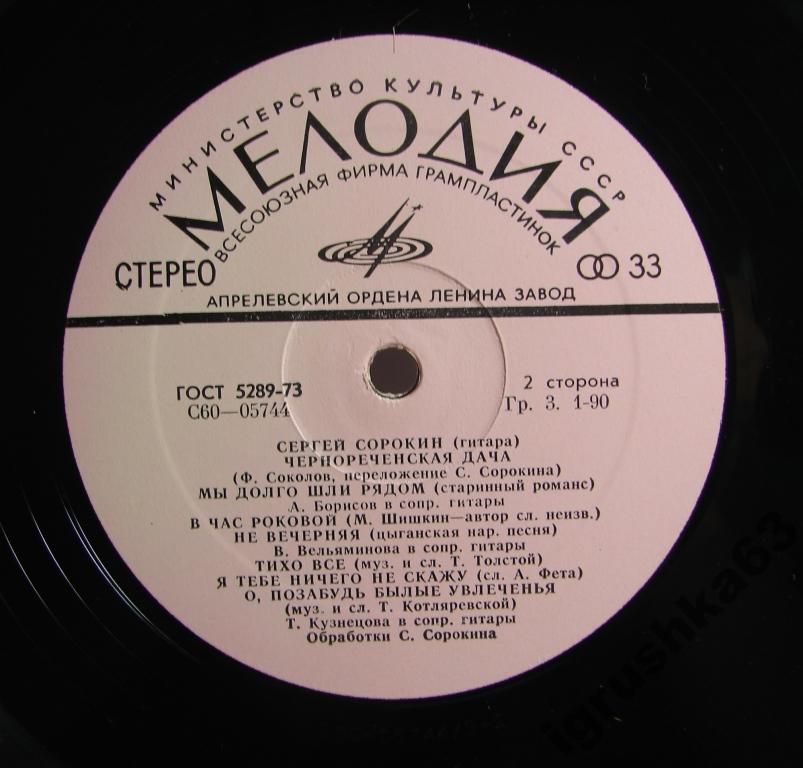 МИНИСТЕРСТВО КУЛЬТУРЫ СССР
МЕЛОДИЯ
ВСЕСОЮЗНАЯ ФИРМА ГРАМПЛАСТИНОК
СТЕРЕО
33
АПРЕЛЕВСКИЙ ОРДЕНА ЛЕНИНА ЗАВОД
ГОСТ 5289-73
С60—05744
2 сторона
Гр. 3. 1-90
СЕРГЕЙ СОРОКИН (гитара)
ЧЕРНОРЕЧЕНСКАЯ ДАЧА
(Ф. Соколов, переложение С. Сорокина)
МЫ ДОЛГО ШЛИ РЯДОМ (старинный романс)
А. Борисов в сопр. гитары
В ЧАС РОКОВОЙ (М. Шишкин—автор сл. неизв.)
НЕ ВЕЧЕРНЯЯ (цыганская нар. песня)
В. Вельяминова в сопр. гитары
ТИХО ВСЕ (муз. и сл. Т. Толстой)
Я ТЕБЕ НИЧЕГО НЕ СКАЖУ (сл. А. Фета)
О, ПОЗАБУДЬ БЫЛЫЕ УВЛЕЧЕНЬЯ
(муз. и сл. Т. Котляревской)
Т. Кузнецова в сопр. гитары
Обработки С. Сорокина
igrushka63